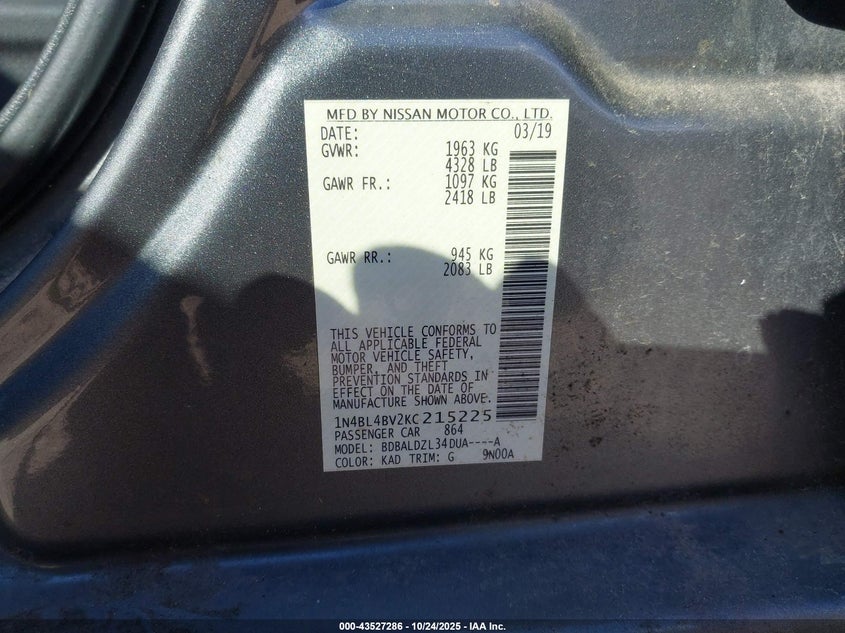 MFD BY NISSAN MOTOR CO., LTD.
DATE: 03/19
GVWR: 1963 KG
4328 LB
GAWR FR.: 1097 KG
2418 LB
GAWR RR.: 945 KG
2083 LB
THIS VEHICLE CONFORMS TO
ALL APPLICABLE FEDERAL
MOTOR VEHICLE SAFETY,
BUMPER, AND THEFT
PREVENTION STANDARDS IN
EFFECT ON THE DATE OF
MANUFACTURE SHOWN ABOVE.
1N4BL4BV2KC215225
PASSENGER CAR 864
MODEL: BDBALDZL34DUA----A
COLOR: KAD TRIM: G 9N00A
000-43527286 - 10/24/2025 - IAA Inc.